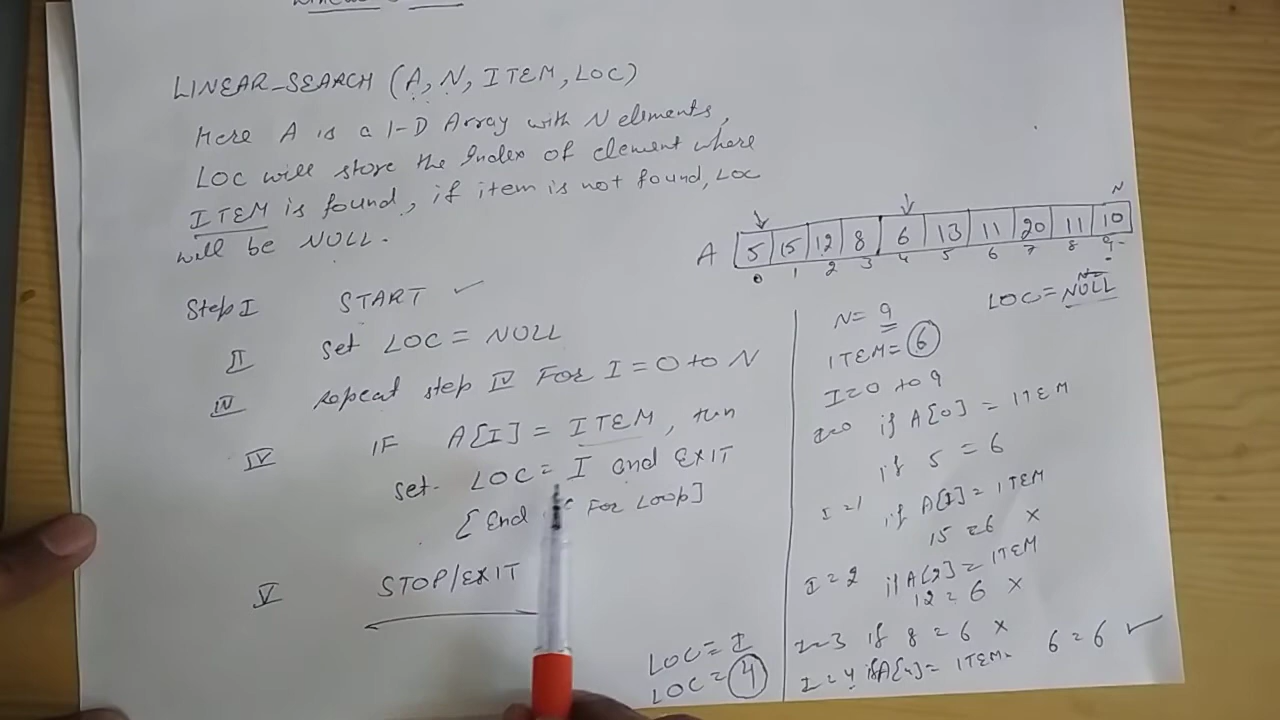 LINEAR_SEARCH (A, N, ITEM, LOC)
Here A is a 1-D Array with N elements,
LOC will store the Index of element where
ITEM is found, if item is not found, LOC
will be NULL.
Step I START ✓
II Set LOC = NULL
III Repeat step IV For I = 0 to N
IV IF A[I] = ITEM, then
Set LOC = I and EXIT
[End For Loop]
V STOP/EXIT
LOC = I
LOC = 4
N
A 5 15 12 8 6 13 11 20 11 10
0 1 2 3 4 5 6 7 8 9
N = 9
LOC = NULL
ITEM = 6
I = 0 to 9
I=0 if A[0] = ITEM
if 5 = 6
I = 1 if A[1] = ITEM
15 = 6 ×
I = 2 if A[2] = ITEM
12 = 6 ×
I=3 if 8 = 6 ×
I = 4 if A[4] = ITEM = 6 = 6 ✓